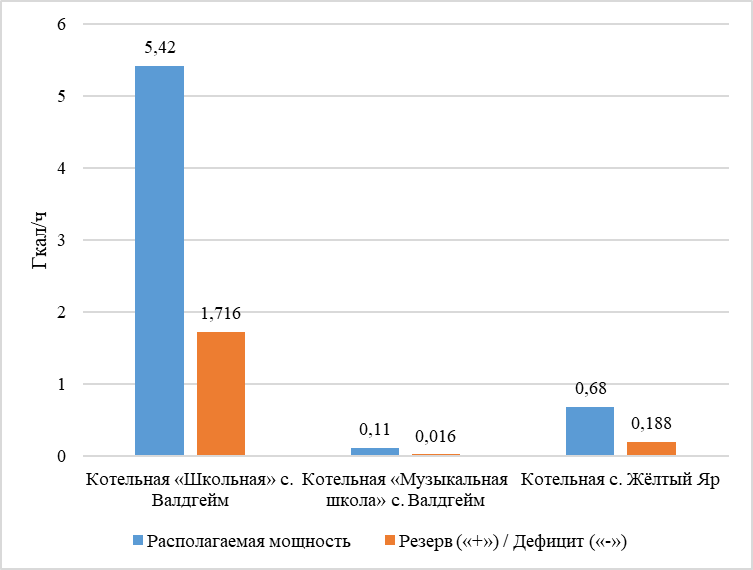 6
5,42
5
4
Гкал/ч
3
2
1,716
1
0,68
0,11
0,016
0,188
0
Котельная «Школьная» с.
Валдгейм
Котельная «Музыкальная
школа» с. Валдгейм
Котельная с. Жёлтый Яр
Располагаемая мощность
Резерв («+») / Дефицит («-»)